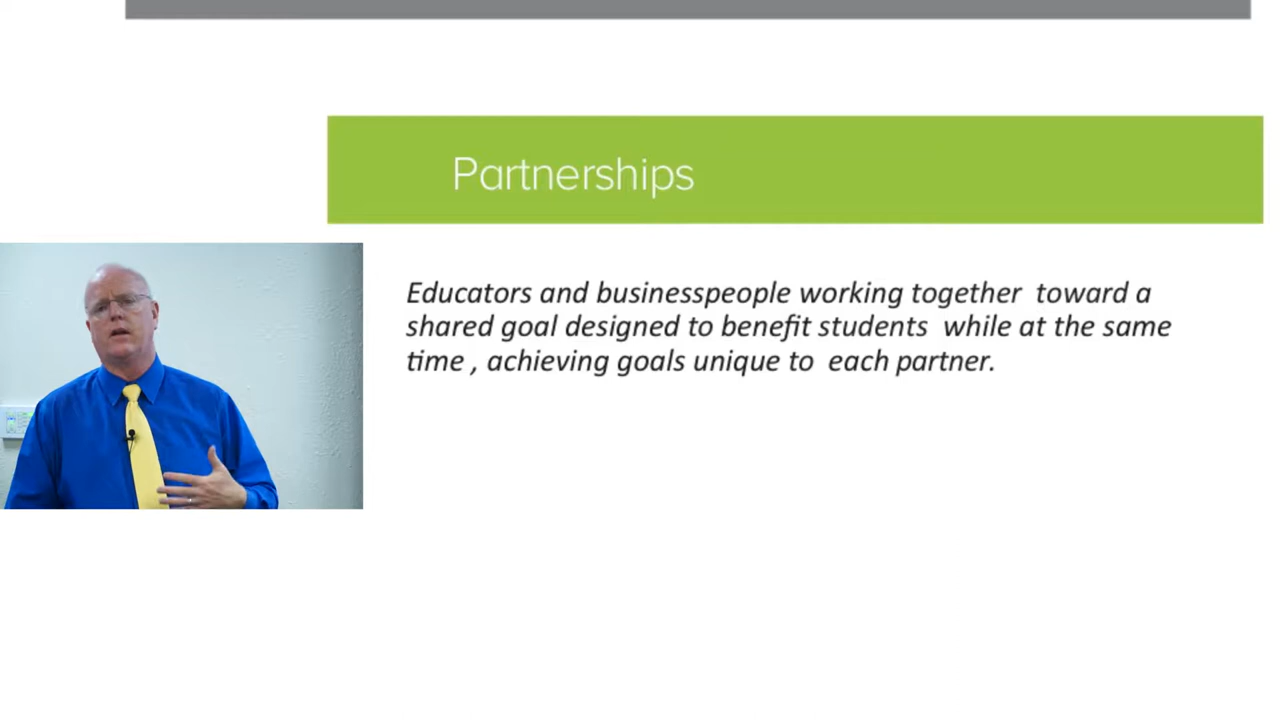 Partnerships
Educators and businesspeople working together  toward a
shared goal designed to benefit students  while at the same
time , achieving goals unique to  each partner.